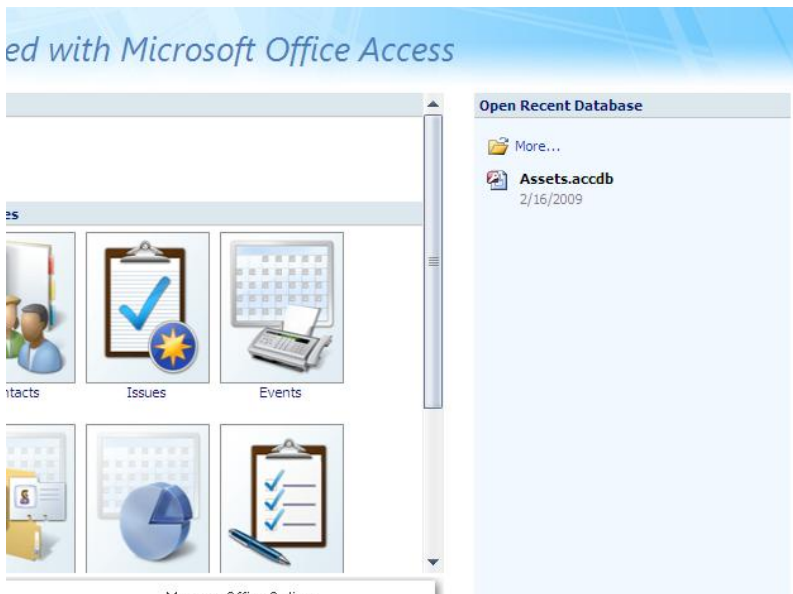 ed with Microsoft Office Access
Open Recent Database
More...
Assets.accdb
2/16/2009
es
ntacts
Issues
Events